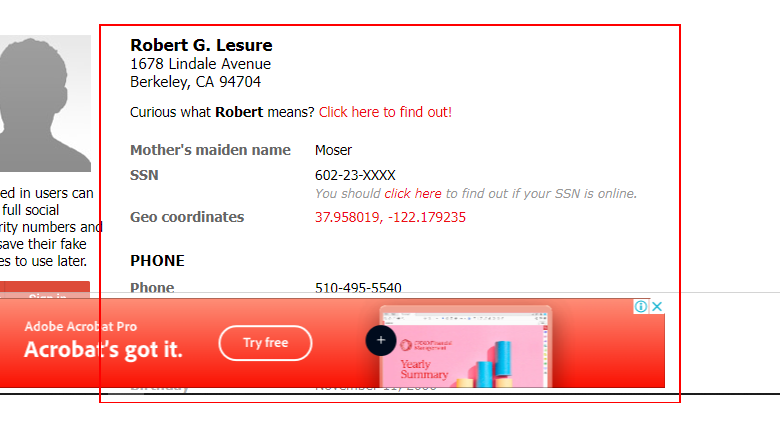 Robert G. Lesure
1678 Lindale Avenue
Berkeley, CA 94704
Curious what Robert means? Click here to find out!
Mother's maiden name Moser
SSN 602-23-XXXX
You should click here to find out if your SSN is online.
Geo coordinates 37.958019, -122.179235
PHONE
Phone 510-495-5540
ed in users can
full social
rity numbers and
save their fake
es to use later.
Sign in
Adobe Acrobat Pro
Acrobat's got it.
Try free
Yearly
Summary
Birthday November 11, 2000